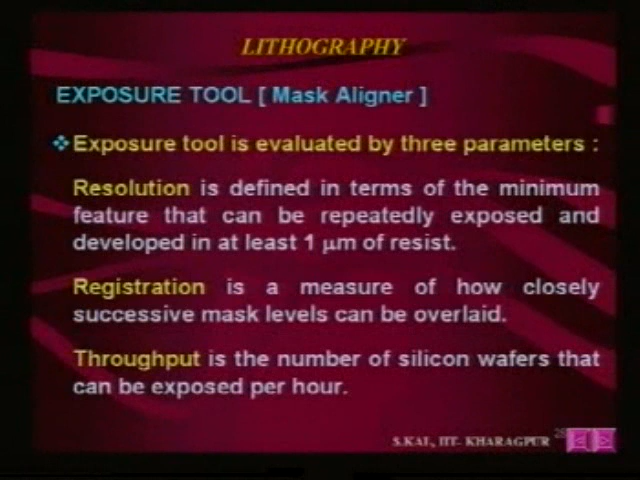 LITHOGRAPHY
EXPOSURE TOOL [ Mask Aligner ]
Exposure tool is evaluated by three parameters :
Resolution is defined in terms of the minimum
feature that can be repeatedly exposed and
developed in at least 1 μm of resist.
Registration is a measure of how closely
successive mask levels can be overlaid.
Throughput is the number of silicon wafers that
can be exposed per hour.
S.KAL, IIT- KHARAGPUR